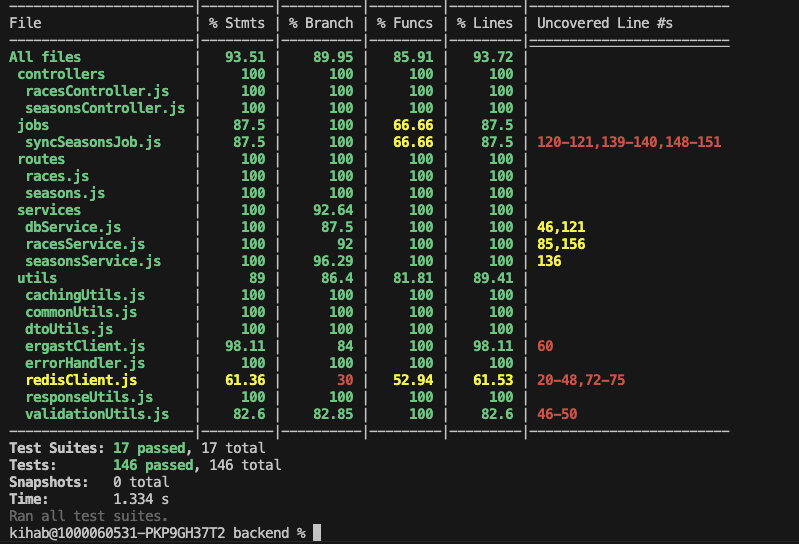 File | % Stmts | % Branch | % Funcs | % Lines | Uncovered Line #s
All files | 93.51 | 89.95 | 85.91 | 93.72 |
controllers | 100 | 100 | 100 | 100 |
racesController.js | 100 | 100 | 100 | 100 |
seasonsController.js | 100 | 100 | 100 | 100 |
jobs | 87.5 | 100 | 66.66 | 87.5 |
syncSeasonsJob.js | 87.5 | 100 | 66.66 | 87.5 | 120-121,139-140,148-151
routes | 100 | 100 | 100 | 100 |
races.js | 100 | 100 | 100 | 100 |
seasons.js | 100 | 100 | 100 | 100 |
services | 100 | 92.64 | 100 | 100 |
dbService.js | 100 | 87.5 | 100 | 100 | 46,121
racesService.js | 100 | 92 | 100 | 100 | 85,156
seasonsService.js | 100 | 96.29 | 100 | 100 | 136
utils | 89 | 86.4 | 81.81 | 89.41 |
cachingUtils.js | 100 | 100 | 100 | 100 |
commonUtils.js | 100 | 100 | 100 | 100 |
dtoUtils.js | 100 | 100 | 100 | 100 |
ergastClient.js | 98.11 | 84 | 100 | 98.11 | 60
errorHandler.js | 100 | 100 | 100 | 100 |
redisClient.js | 61.36 | 30 | 52.94 | 61.53 | 20-48,72-75
responseUtils.js | 100 | 100 | 100 | 100 |
validationUtils.js | 82.6 | 82.85 | 100 | 82.6 | 46-50
Test Suites: 17 passed, 17 total
Tests: 146 passed, 146 total
Snapshots: 0 total
Time: 1.334 s
Ran all test suites.
kihab@1000060531-PKP9GH37T2 backend %